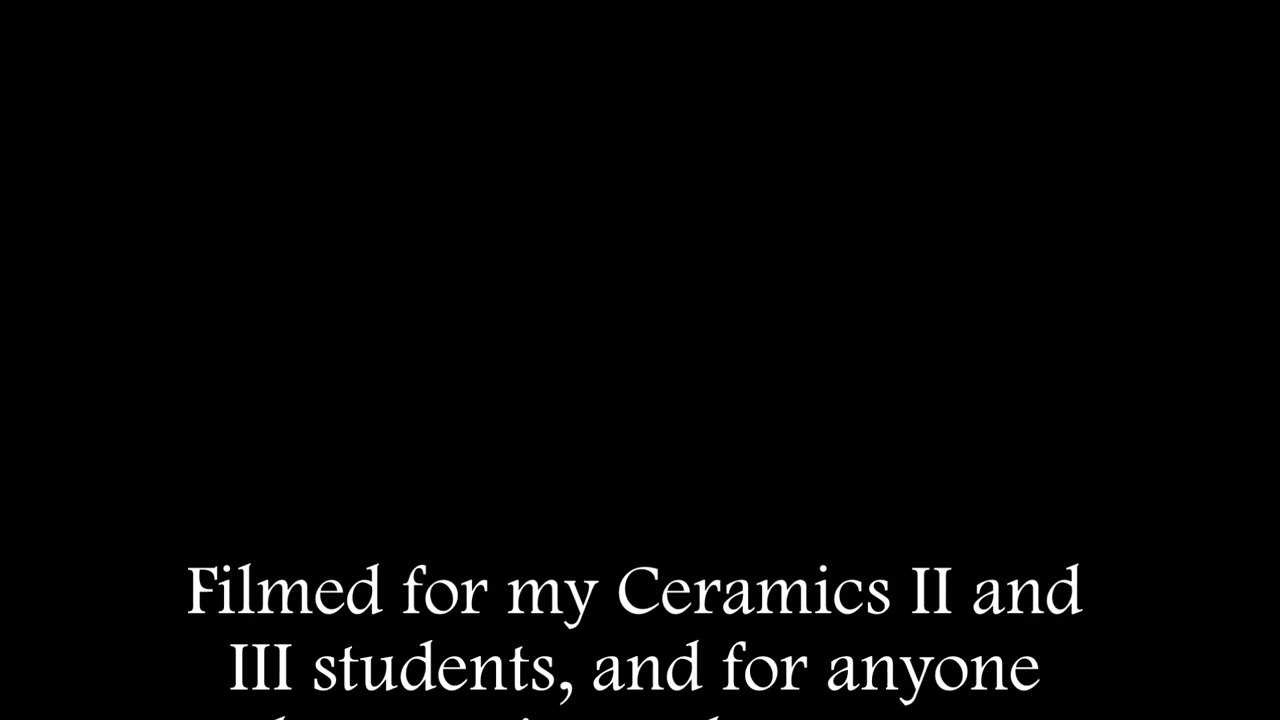 Filmed for my Ceramics II and
III students, and for anyone